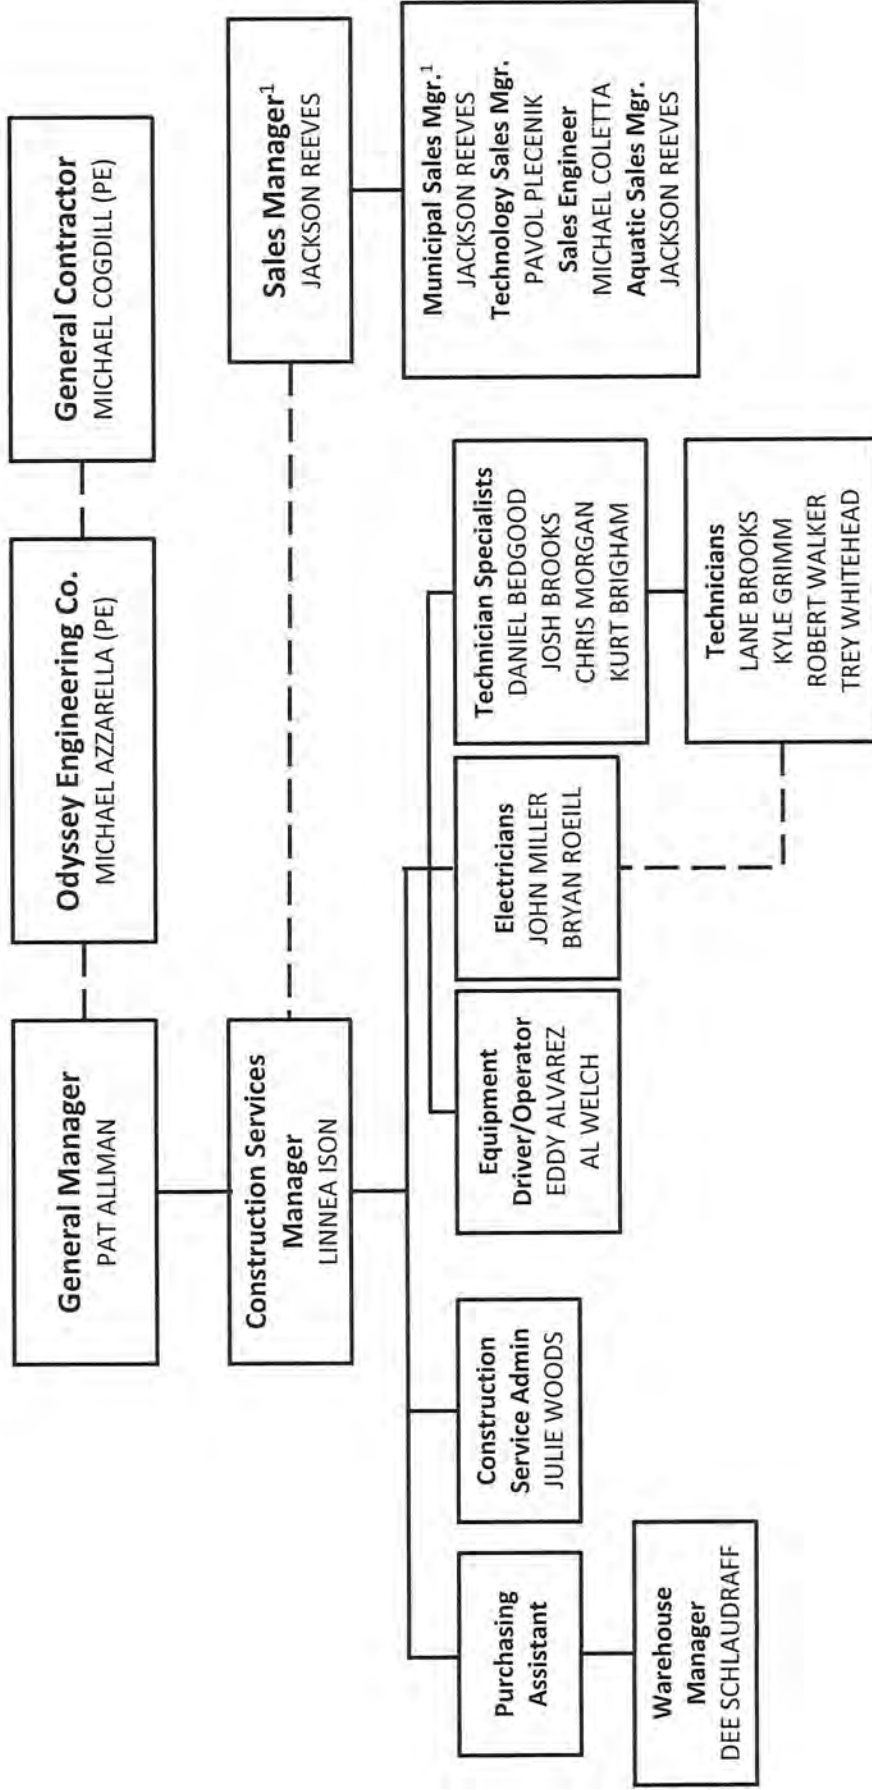 General Manager
PAT ALLMAN
Odyssey Engineering Co.
MICHAEL AZZARELLA (PE)
General Contractor
MICHAEL COGDILL (PE)
Construction Services
Manager
LINNEA ISON
Sales Manager¹
JACKSON REEVES
Municipal Sales Mgr.¹
JACKSON REEVES
Technology Sales Mgr.
PAVOL PLECENIK
Sales Engineer
MICHAEL COLETTA
Aquatic Sales Mgr.
JACKSON REEVES
Purchasing
Assistant
Construction
Service Admin
JULIE WOODS
Equipment
Driver/Operator
EDDY ALVAREZ
AL WELCH
Electricians
JOHN MILLER
BRYAN ROEILL
Technician Specialists
DANIEL BEDGOOD
JOSH BROOKS
CHRIS MORGAN
KURT BRIGHAM
Warehouse
Manager
DEE SCHLAUDRAFF
Technicians
LANE BROOKS
KYLE GRIMM
ROBERT WALKER
TREY WHITEHEAD